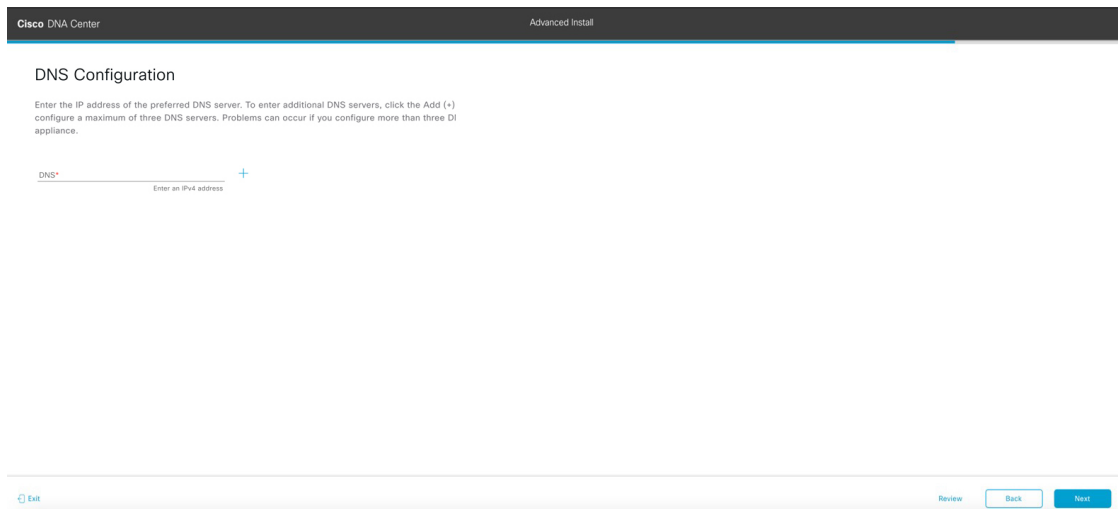 Cisco DNA Center
Advanced Install
DNS Configuration
Enter the IP address of the preferred DNS server. To enter additional DNS servers, click the Add (+)
configure a maximum of three DNS servers. Problems can occur if you configure more than three DI
appliance.
DNS*
+
Enter an IPv4 address
Exit
Review
Back
Next